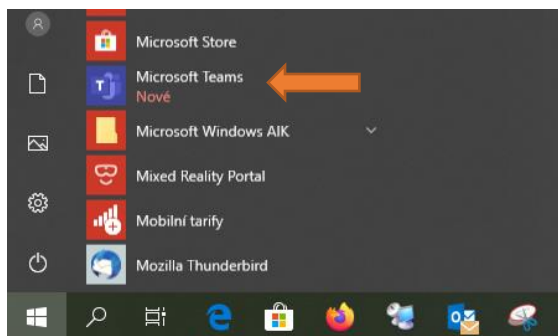 Microsoft Store
Microsoft Teams
Nové
Microsoft Windows AIK
Mixed Reality Portal
Mobilní tarify
Mozilla Thunderbird